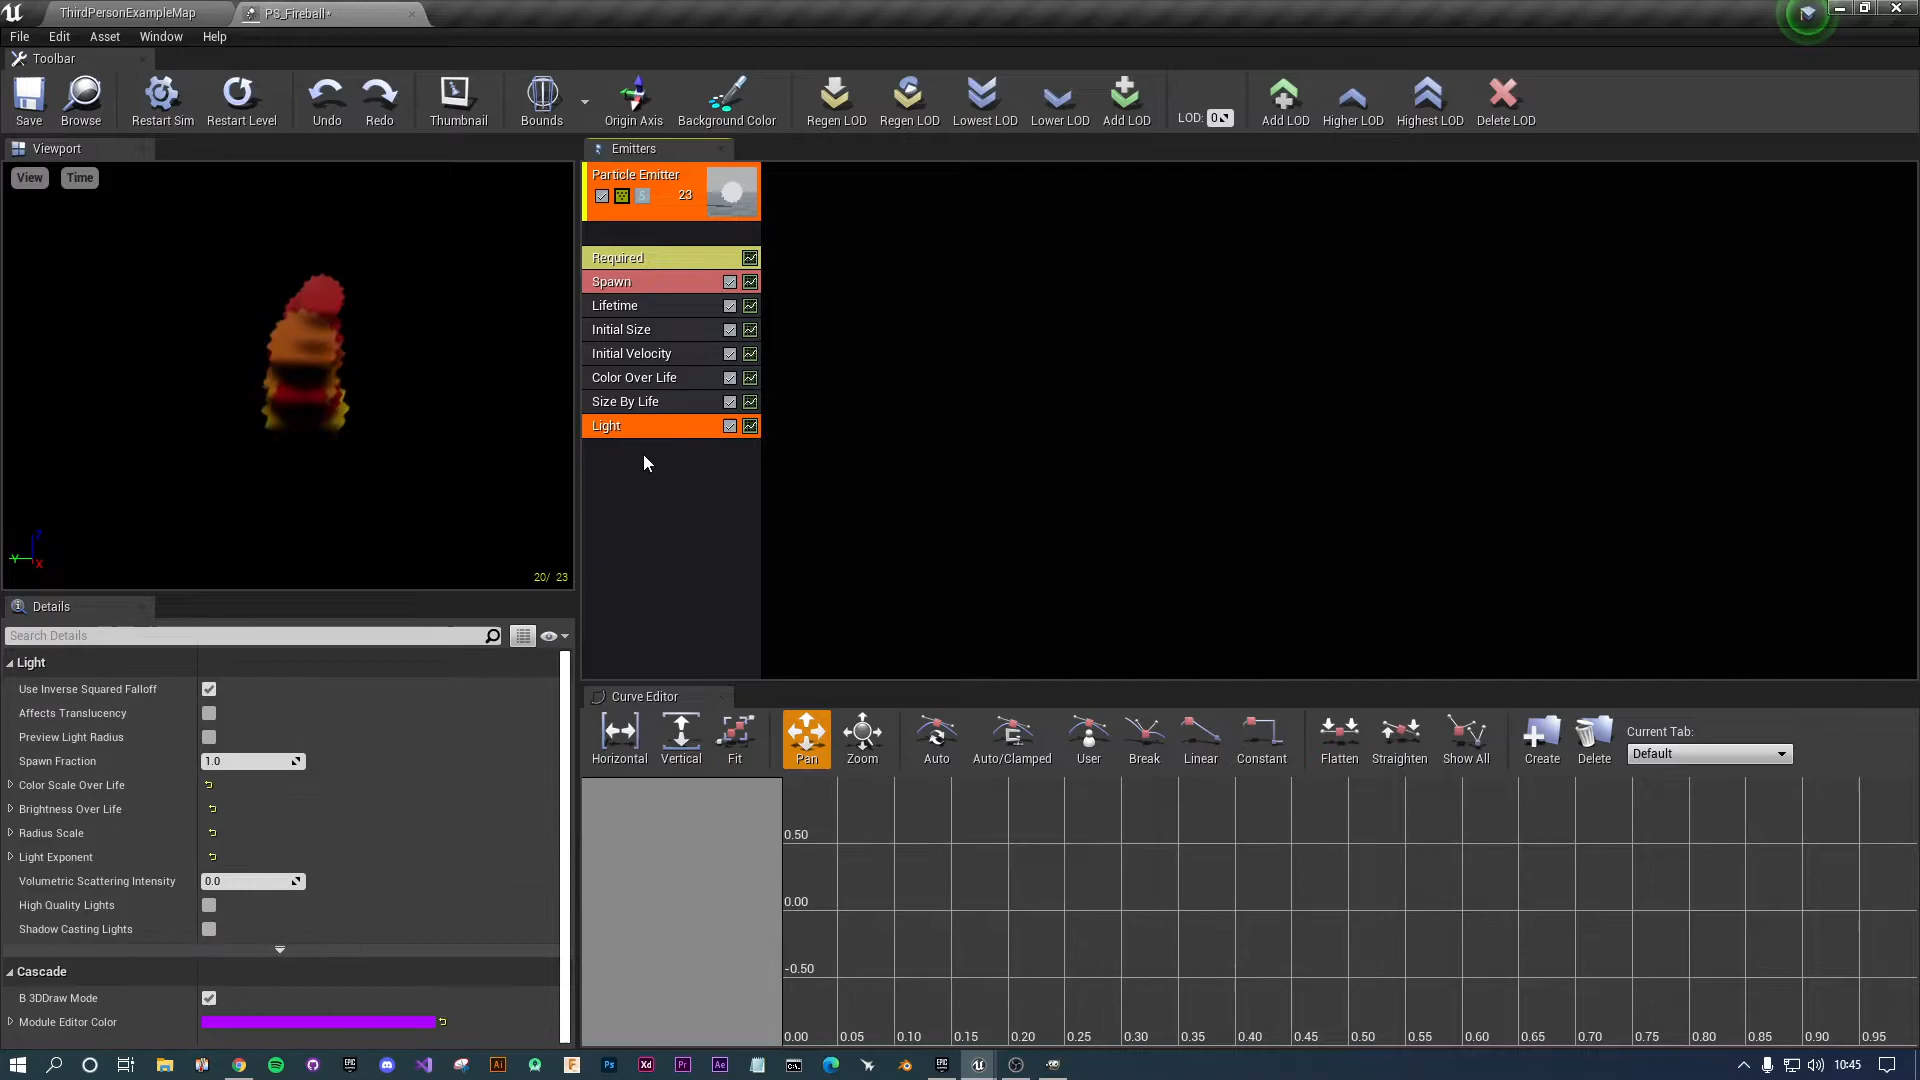 ThirdPersonExampleMap
PS_Fireball*
File Edit Asset Window Help
Toolbar
Save Browse Restart Sim Restart Level Undo Redo Thumbnail Bounds Origin Axis Background Color Regen LOD Regen LOD Lowest LOD Lower LOD Add LOD LOD: 0 Add LOD Higher LOD Highest LOD Delete LOD
Viewport
View Time
20/ 23
Z
Y
X
Emitters
Particle Emitter
S 23
Required
Spawn
Lifetime
Initial Size
Initial Velocity
Color Over Life
Size By Life
Light
Details
Search Details
Light
Use Inverse Squared Falloff
Affects Translucency
Preview Light Radius
Spawn Fraction 1.0
Color Scale Over Life
Brightness Over Life
Radius Scale
Light Exponent
Volumetric Scattering Intensity 0.0
High Quality Lights
Shadow Casting Lights
Cascade
B 3DDraw Mode
Module Editor Color
Curve Editor
Horizontal Vertical Fit Pan Zoom Auto Auto/Clamped User Break Linear Constant Flatten Straighten Show All Create Delete
Current Tab:
Default
0.50
0.00
-0.50
0.00 0.05 0.10 0.15 0.20 0.25 0.30 0.35 0.40 0.45 0.50 0.55 0.60 0.65 0.70 0.75 0.80 0.85 0.90 0.95
Ai Ps Xd Pr Ae
10:45